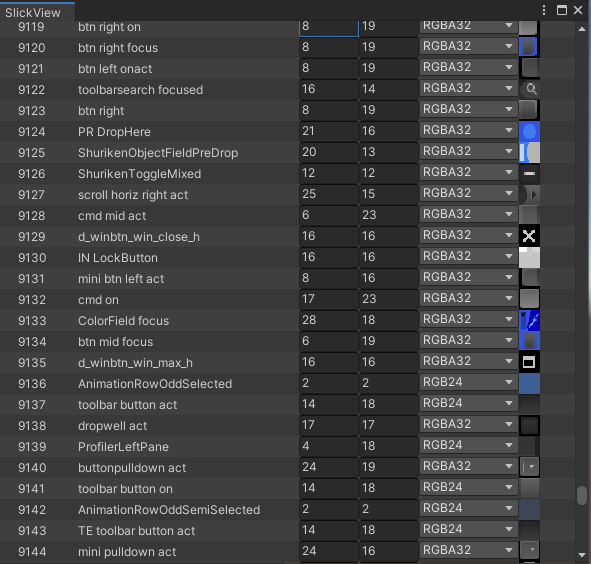 SlickView
9119 btn right on 8 19 RGBA32
9120 btn right focus 8 19 RGBA32
9121 btn left onact 8 19 RGBA32
9122 toolbarsearch focused 16 14 RGBA32
9123 btn right 8 19 RGBA32
9124 PR DropHere 21 16 RGBA32
9125 ShurikenObjectFieldPreDrop 20 13 RGBA32
9126 ShurikenToggleMixed 12 12 RGBA32
9127 scroll horiz right act 25 15 RGBA32
9128 cmd mid act 6 23 RGBA32
9129 d_winbtn_win_close_h 16 16 RGBA32
9130 IN LockButton 16 16 RGBA32
9131 mini btn left act 8 16 RGBA32
9132 cmd on 17 23 RGBA32
9133 ColorField focus 28 18 RGBA32
9134 btn mid focus 6 19 RGBA32
9135 d_winbtn_win_max_h 16 16 RGBA32
9136 AnimationRowOddSelected 2 2 RGB24
9137 toolbar button act 14 18 RGB24
9138 dropwell act 17 17 RGBA32
9139 ProfilerLeftPane 4 18 RGB24
9140 buttonpulldown act 24 19 RGBA32
9141 toolbar button on 14 18 RGB24
9142 AnimationRowOddSemiSelected 2 2 RGB24
9143 TE toolbar button act 14 18 RGB24
9144 mini pulldown act 24 16 RGBA32